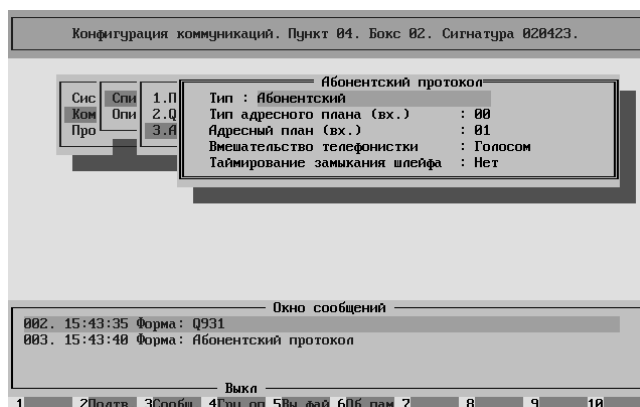 Конфигурация коммуникаций. Пункт 04. Бокс 02. Сигнатура 020423.
Абонентский протокол
Сис Спи 1.П Тип : Абонентский
Ком Опи 2.Q Тип адресного плана (вх.) : 00
Про 3.А Адресный план (вх.) : 01
Вмешательство телефонистки : Голосом
Таймирование замыкания шлейфа : Нет
Окно сообщений
002. 15:43:35 Форма: Q931
003. 15:43:40 Форма: Абонентский протокол
Выкл
1 2Подтв 3Сообщ 4Грц оп 5Вы фай 6Об пам 7 8 9 10